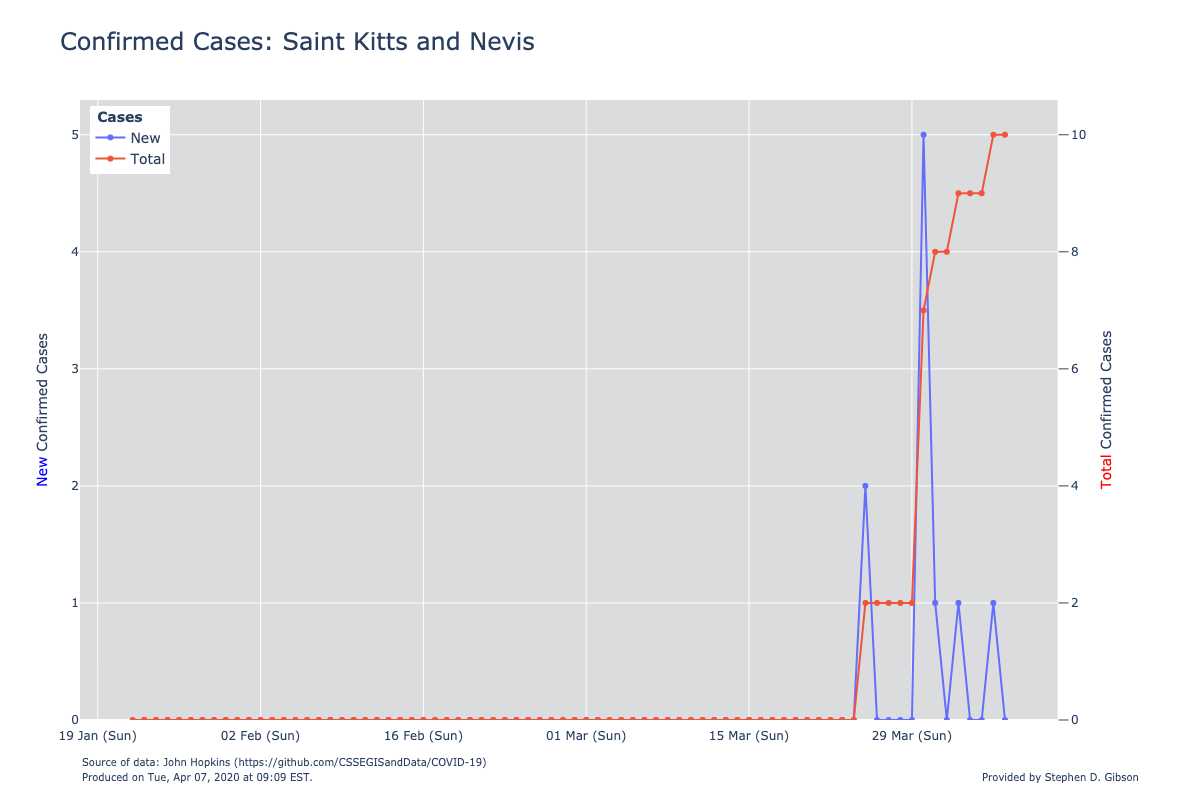 Confirmed Cases: Saint Kitts and Nevis
Cases
New
Total
5
4
3
2
1
0
New Confirmed Cases
10
8
6
4
2
0
Total Confirmed Cases
19 Jan (Sun)
02 Feb (Sun)
16 Feb (Sun)
01 Mar (Sun)
15 Mar (Sun)
29 Mar (Sun)
Source of data: John Hopkins (https://github.com/CSSEGISandData/COVID-19)
Produced on Tue, Apr 07, 2020 at 09:09 EST.
Provided by Stephen D. Gibson